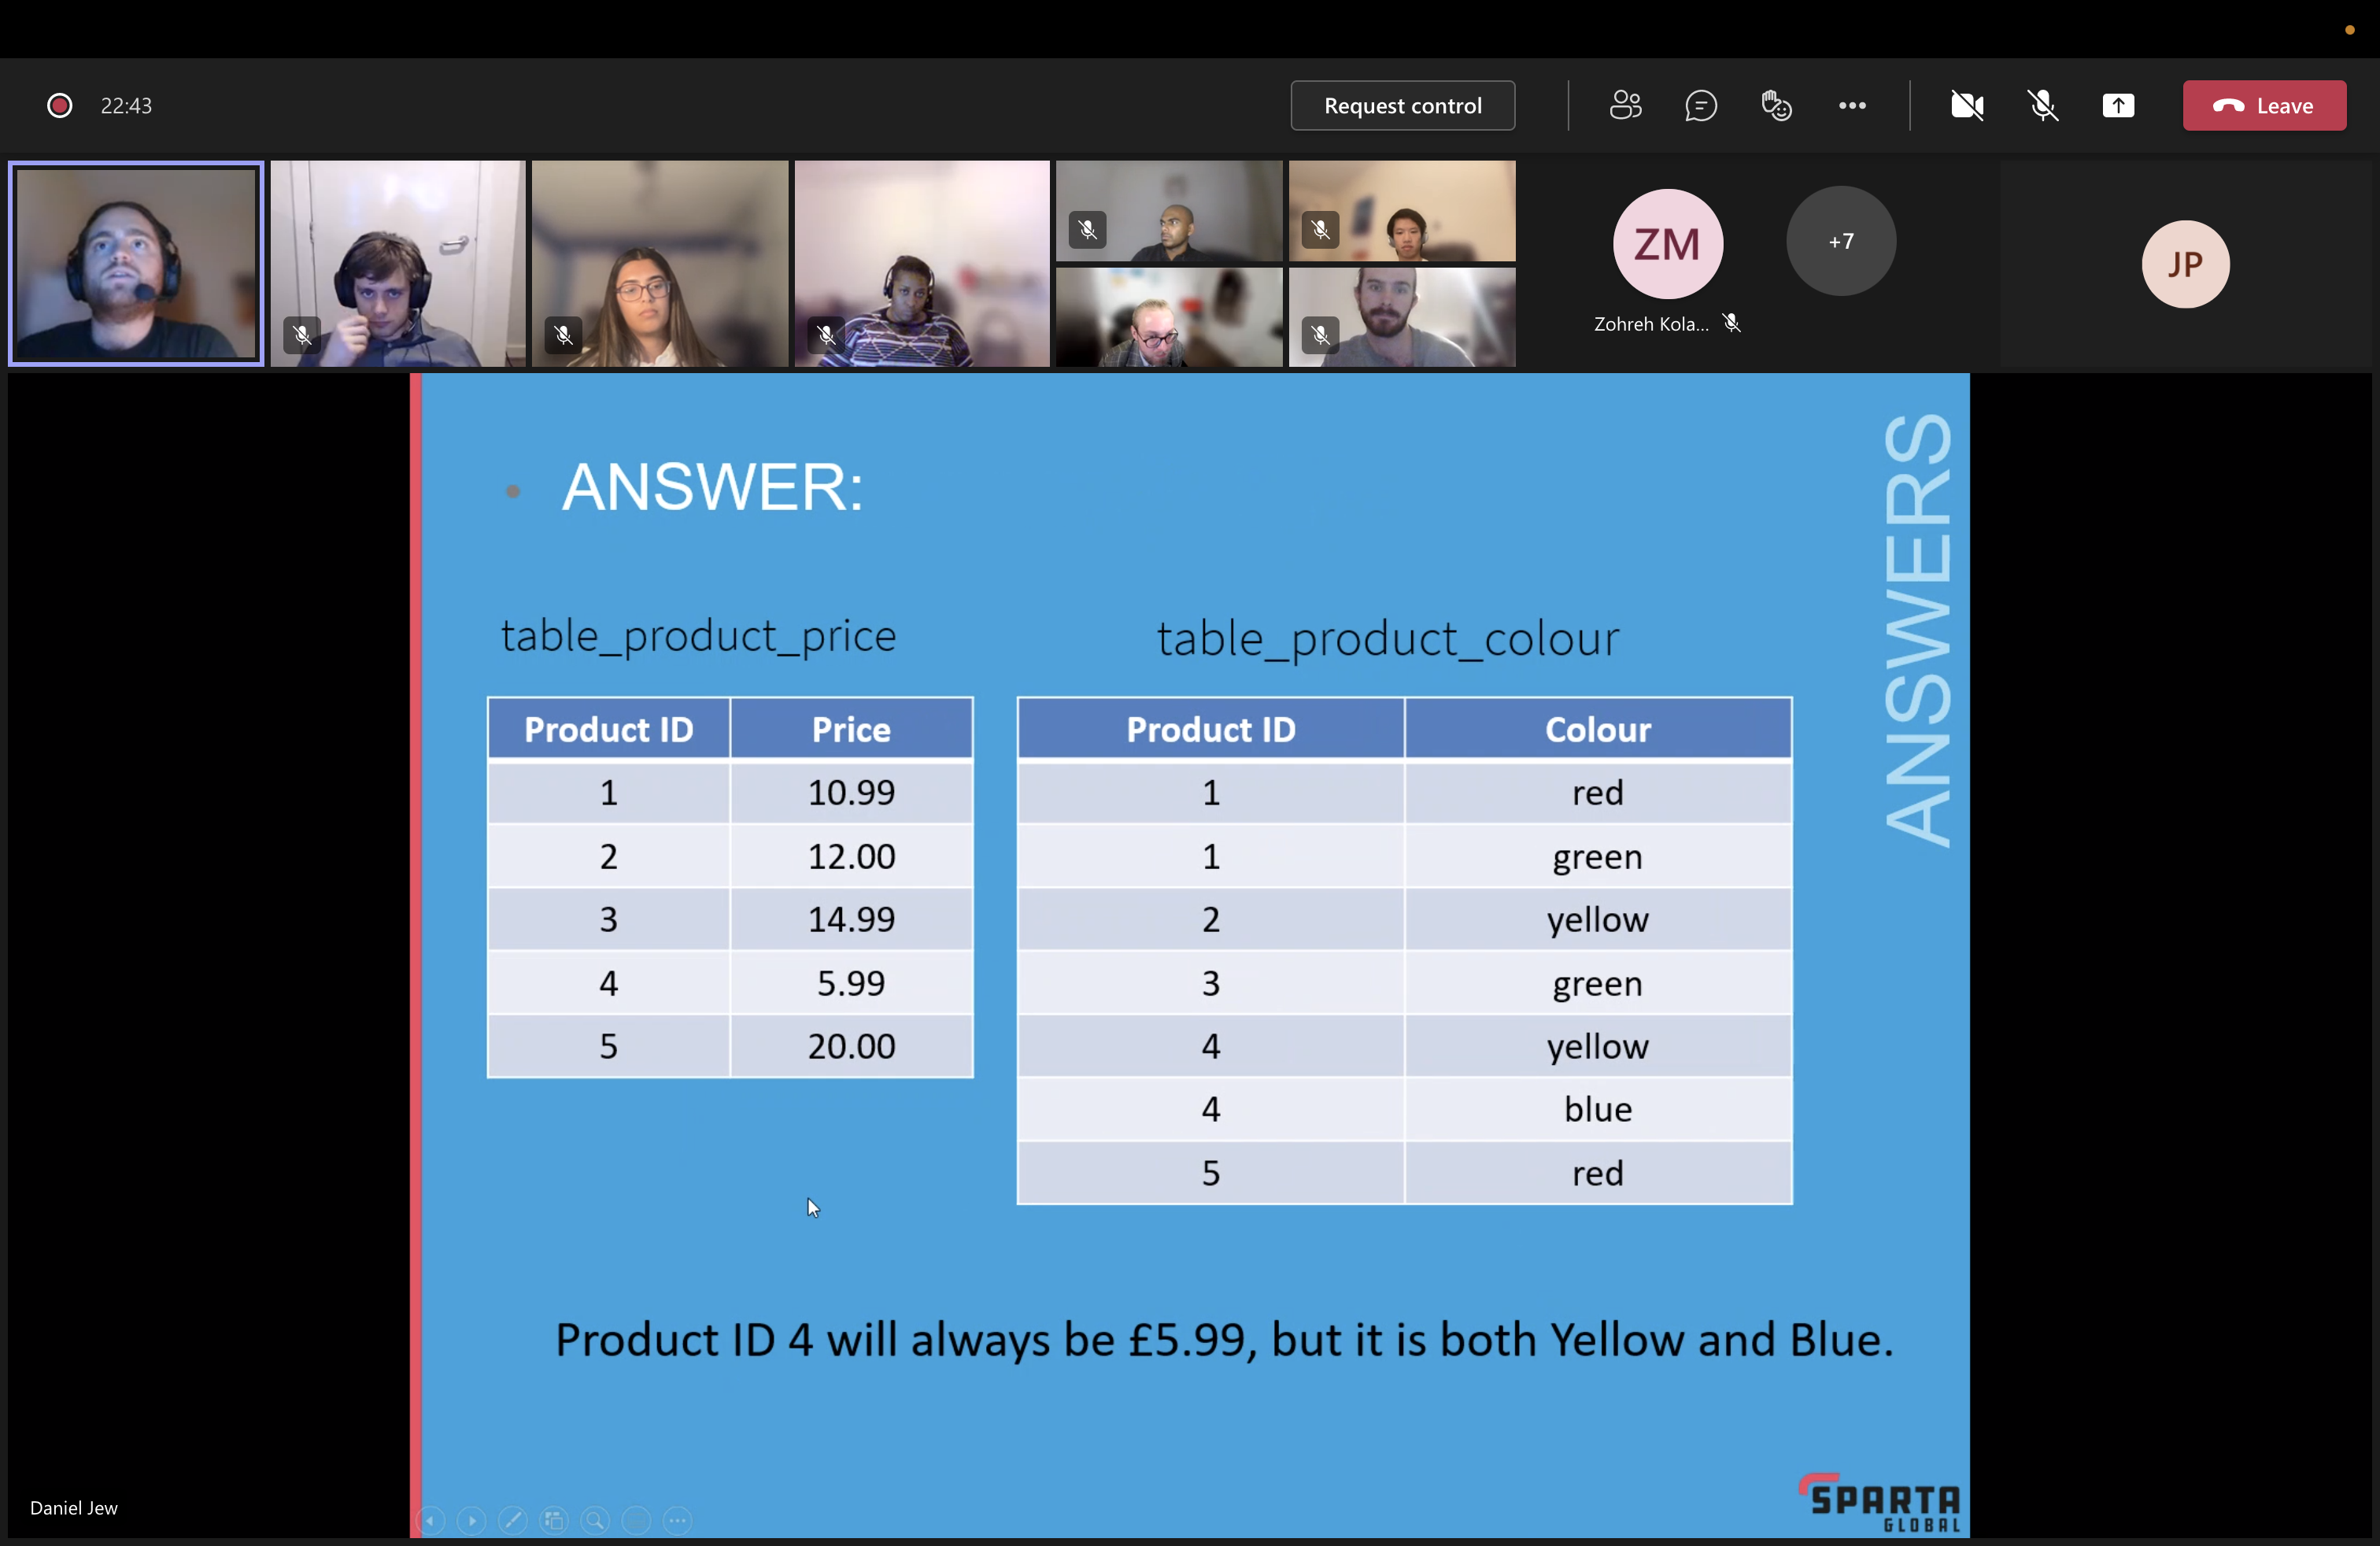 22:43
Request control
Leave
ZM
+7
JP
Zohreh Kola...
• ANSWER:
ANSWERS
table_product_price
Product ID Price
1 10.99
2 12.00
3 14.99
4 5.99
5 20.00
table_product_colour
Product ID Colour
1 red
1 green
2 yellow
3 green
4 yellow
4 blue
5 red
Product ID 4 will always be £5.99, but it is both Yellow and Blue.
Daniel Jew
SPARTA
GLOBAL